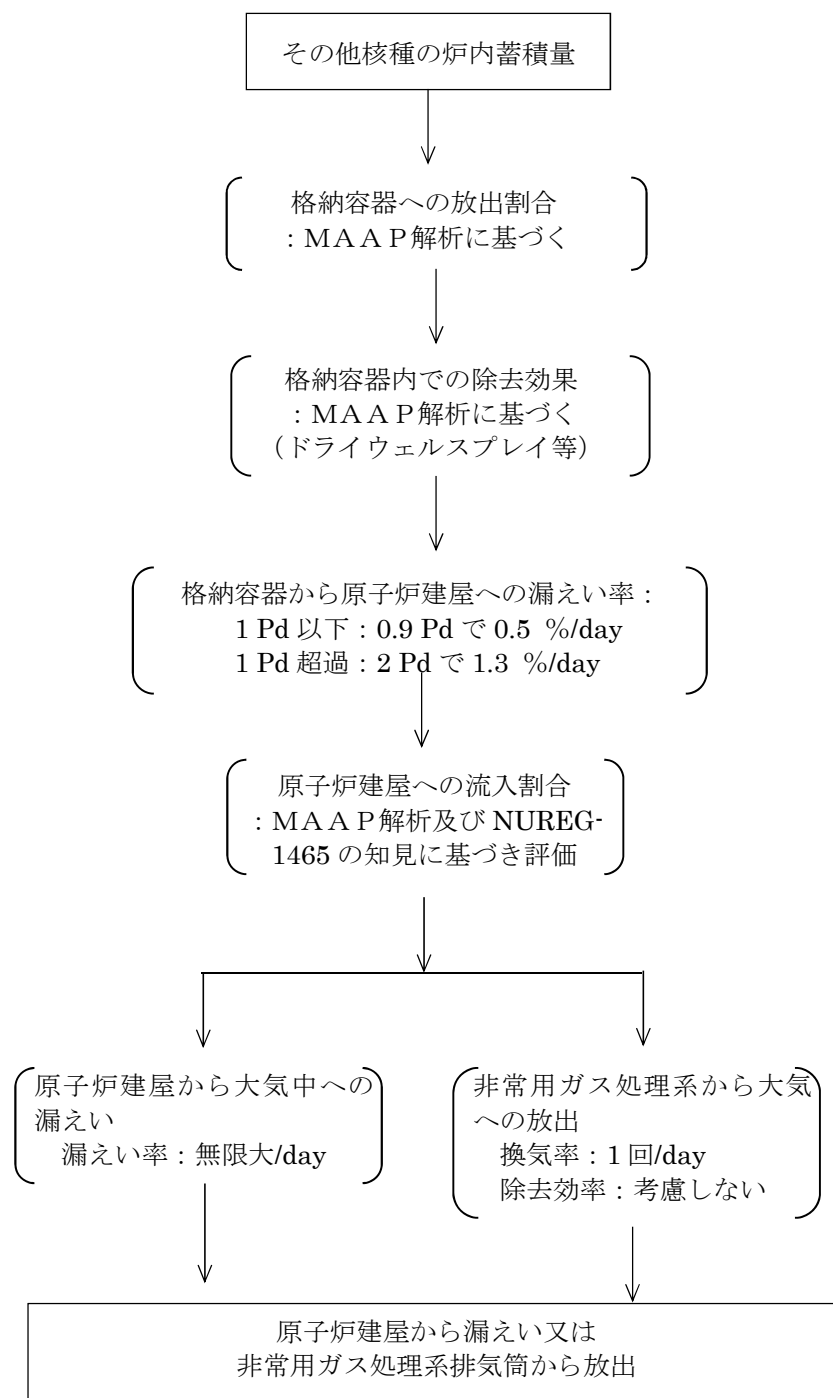 その他核種の炉内蓄積量
格納容器への放出割合
：ＭＡＡＰ解析に基づく
格納容器内での除去効果
：ＭＡＡＰ解析に基づく
（ドライウェルスプレイ等）
格納容器から原子炉建屋への漏えい率：
1 Pd 以下：0.9 Pd で 0.5 %/day
1 Pd 超過：2 Pd で 1.3 %/day
原子炉建屋への流入割合
：ＭＡＡＰ解析及び NUREG-
1465 の知見に基づき評価
原子炉建屋から大気中への
漏えい
漏えい率：無限大/day
非常用ガス処理系から大気
への放出
換気率：1 回/day
除去効率：考慮しない
原子炉建屋から漏えい又は
非常用ガス処理系排気筒から放出